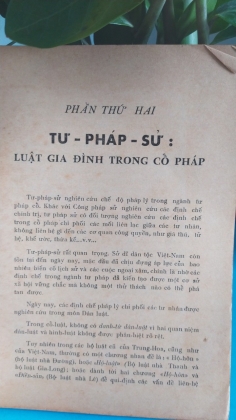 PHẦN THỨ HAI
TƯ - PHÁP - SỬ :
LUẬT GIA ĐÌNH TRONG CỔ PHÁP
Tư-pháp-sử nghiên cứu chế độ pháp lý trong ngành tư
pháp cổ. Khác với Công pháp sử nghiên cứu các định chế
chính trị, tư pháp sử có đối tượng nghiên cứu các định chế
trong cổ pháp chi phối các mối liên lạc giữa các tư nhân,
không liên hệ gì đến các cơ quan công quyền, như giá thú, tử
hệ, khế ước, thừa kế...v.v...
Tư-pháp-sử rất quan trọng. Sở dĩ dân tộc Việt-Nam còn
tồn tại đến ngày nay, mặc dầu đã chịu đựng áp lực của bao
nhiêu biến cố lịch sử và các cuộc ngoại xâm, chính là nhờ các
định chế trong ngành tư pháp đã kiến tạo được một cơ sở
xã hội vững chắc mà không một thử thách nào có thể phá
tan được.
Ngày nay, các định chế pháp lý chi phối các tư nhân được
nghiên cứu trong môn Dân luật.
Trong cổ-luật, không có danh-từ dân-luật vì hai quan niệm
dân-luật và hình-luật không được phân-biệt rõ rệt.
Tuy nhiên trong các bộ luật cổ của Trung-Hoa, cũng như
của Việt-Nam, thường có một chương nhan đề là : « Hộ-hôn »
(bộ luật nhà Đường), hoặc Hộ-luật (Bộ luật nhà Thanh và
bộ luật Gia-Long), hoặc đành tới hai chương «Hộ-hôn» và
Điền-sản, (Bộ luật nhà Lê) để qui-định các vấn đề liên-hệ